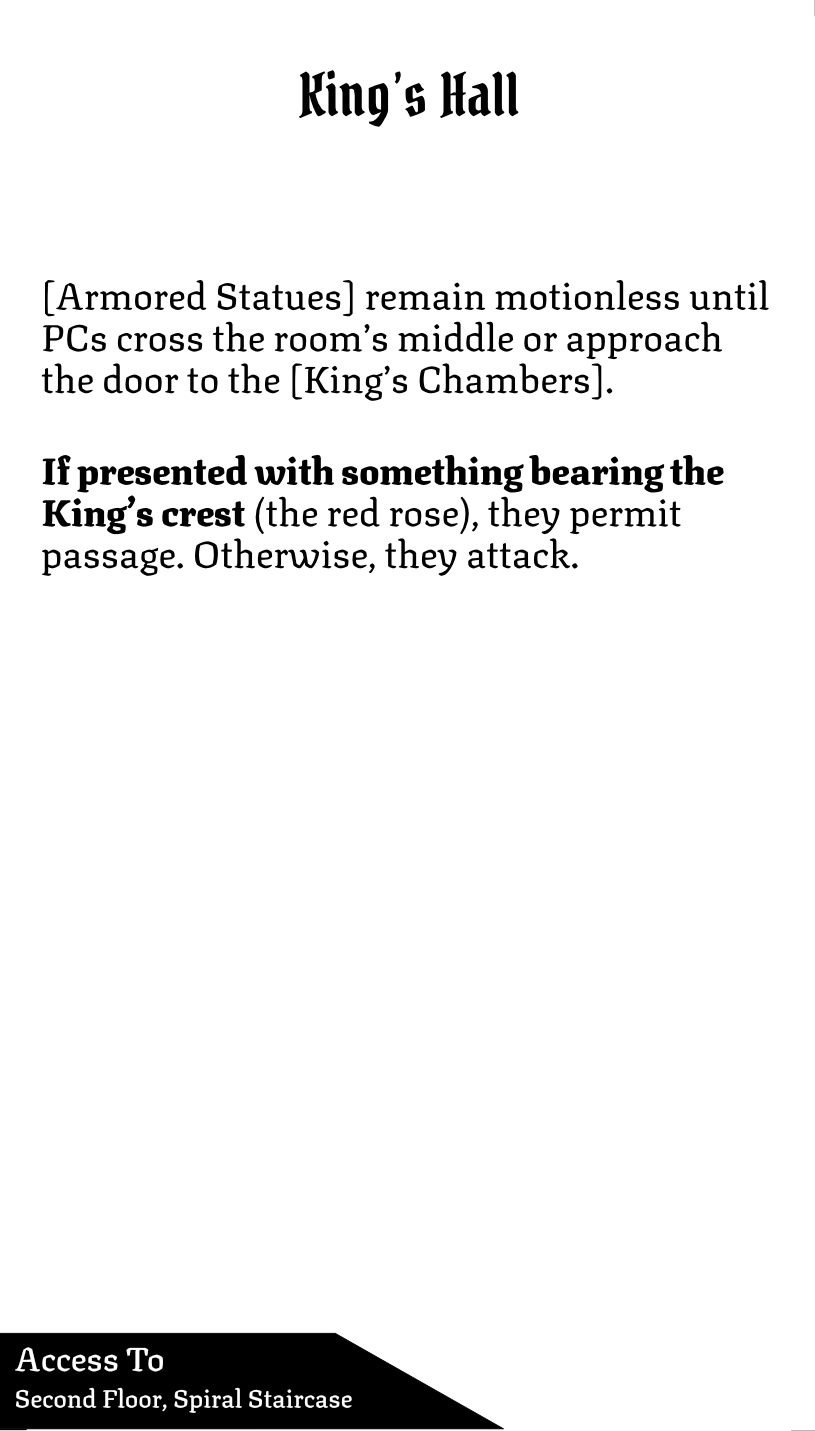 King's Hall
[Armored Statues] remain motionless until
PCs cross the room's middle or approach
the door to the [King's Chambers].
If presented with something bearing the
King's crest (the red rose), they permit
passage. Otherwise, they attack.
Access To
Second Floor, Spiral Staircase